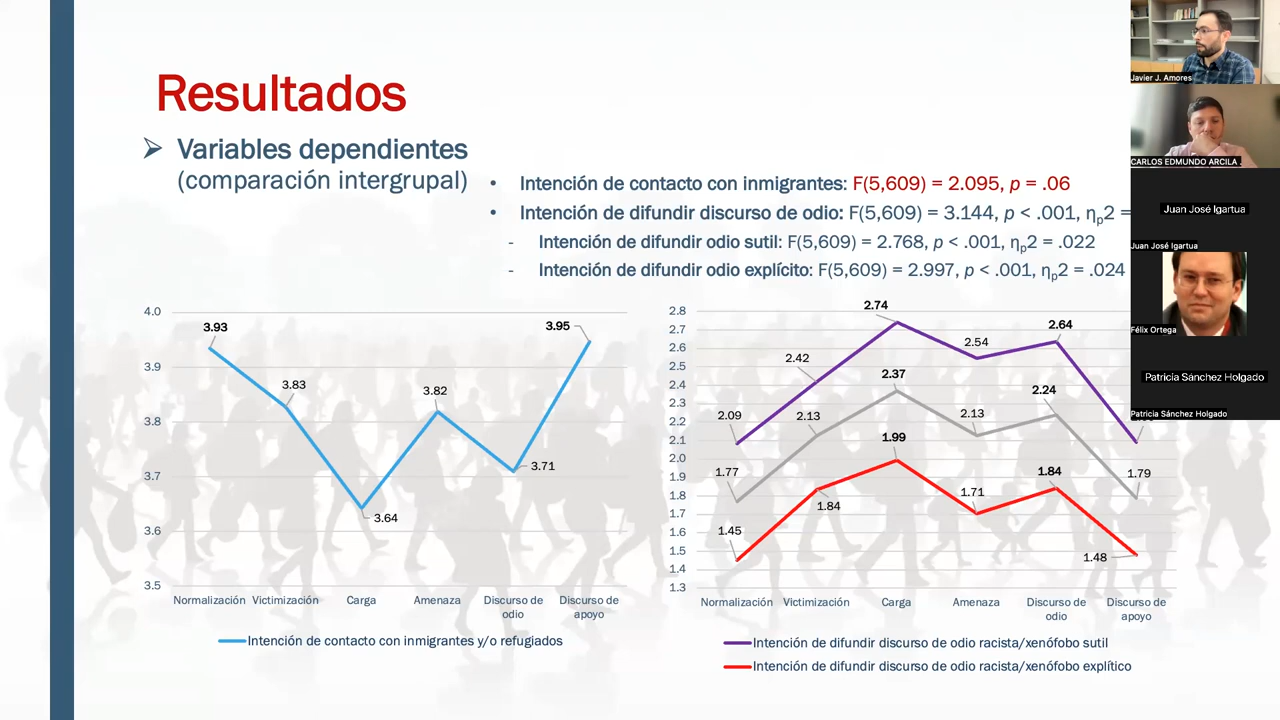 Resultados
➢ Variables dependientes
(comparación intergrupal)
• Intención de contacto con inmigrantes: F(5,609) = 2.095, p = .06
• Intención de difundir discurso de odio: F(5,609) = 3.144, p < .001, ηp2 =
- Intención de difundir odio sutil: F(5,609) = 2.768, p < .001, ηp2 = .022
- Intención de difundir odio explícito: F(5,609) = 2.997, p < .001, ηp2 = .024
4.0
3.9
3.8
3.7
3.6
3.5
3.93
3.83
3.64
3.82
3.71
3.95
Normalización Victimización Carga Amenaza Discurso de odio Discurso de apoyo
Intención de contacto con inmigrantes y/o refugiados
2.8
2.7
2.6
2.5
2.4
2.3
2.2
2.1
2.0
1.9
1.8
1.7
1.6
1.5
1.4
1.3
2.09
2.42
2.74
2.54
2.64
1.77
2.13
2.37
2.13
2.24
1.79
1.45
1.84
1.99
1.71
1.84
1.48
Normalización Victimización Carga Amenaza Discurso de odio Discurso de apoyo
Intención de difundir discurso de odio racista/xenófobo sutil
Intención de difundir discurso de odio racista/xenófobo explítico
Javier J. Amores
CARLOS EDMUNDO ARCILA
Juan José Igartua
Juan José Igartua
Félix Ortega
Patricia Sánchez Holgado
Patricia Sánchez Holgado